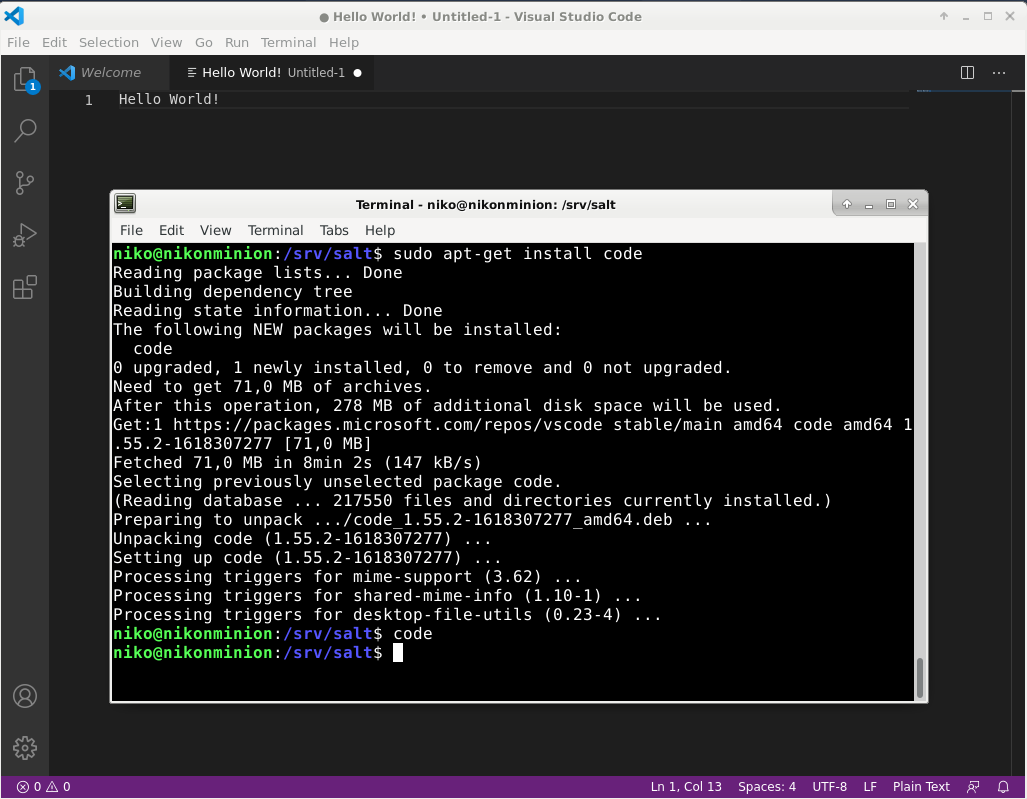 ● Hello World! • Untitled-1 - Visual Studio Code
File Edit Selection View Go Run Terminal Help
Welcome Hello World! Untitled-1 ●
1
1 Hello World!
Terminal - niko@nikonminion: /srv/salt
File Edit View Terminal Tabs Help
niko@nikonminion:/srv/salt$ sudo apt-get install code
Reading package lists... Done
Building dependency tree
Reading state information... Done
The following NEW packages will be installed:
  code
0 upgraded, 1 newly installed, 0 to remove and 0 not upgraded.
Need to get 71,0 MB of archives.
After this operation, 278 MB of additional disk space will be used.
Get:1 https://packages.microsoft.com/repos/vscode stable/main amd64 code amd64 1
.55.2-1618307277 [71,0 MB]
Fetched 71,0 MB in 8min 2s (147 kB/s)
Selecting previously unselected package code.
(Reading database ... 217550 files and directories currently installed.)
Preparing to unpack .../code_1.55.2-1618307277_amd64.deb ...
Unpacking code (1.55.2-1618307277) ...
Setting up code (1.55.2-1618307277) ...
Processing triggers for mime-support (3.62) ...
Processing triggers for shared-mime-info (1.10-1) ...
Processing triggers for desktop-file-utils (0.23-4) ...
niko@nikonminion:/srv/salt$ code
niko@nikonminion:/srv/salt$
0 0 Ln 1, Col 13 Spaces: 4 UTF-8 LF Plain Text